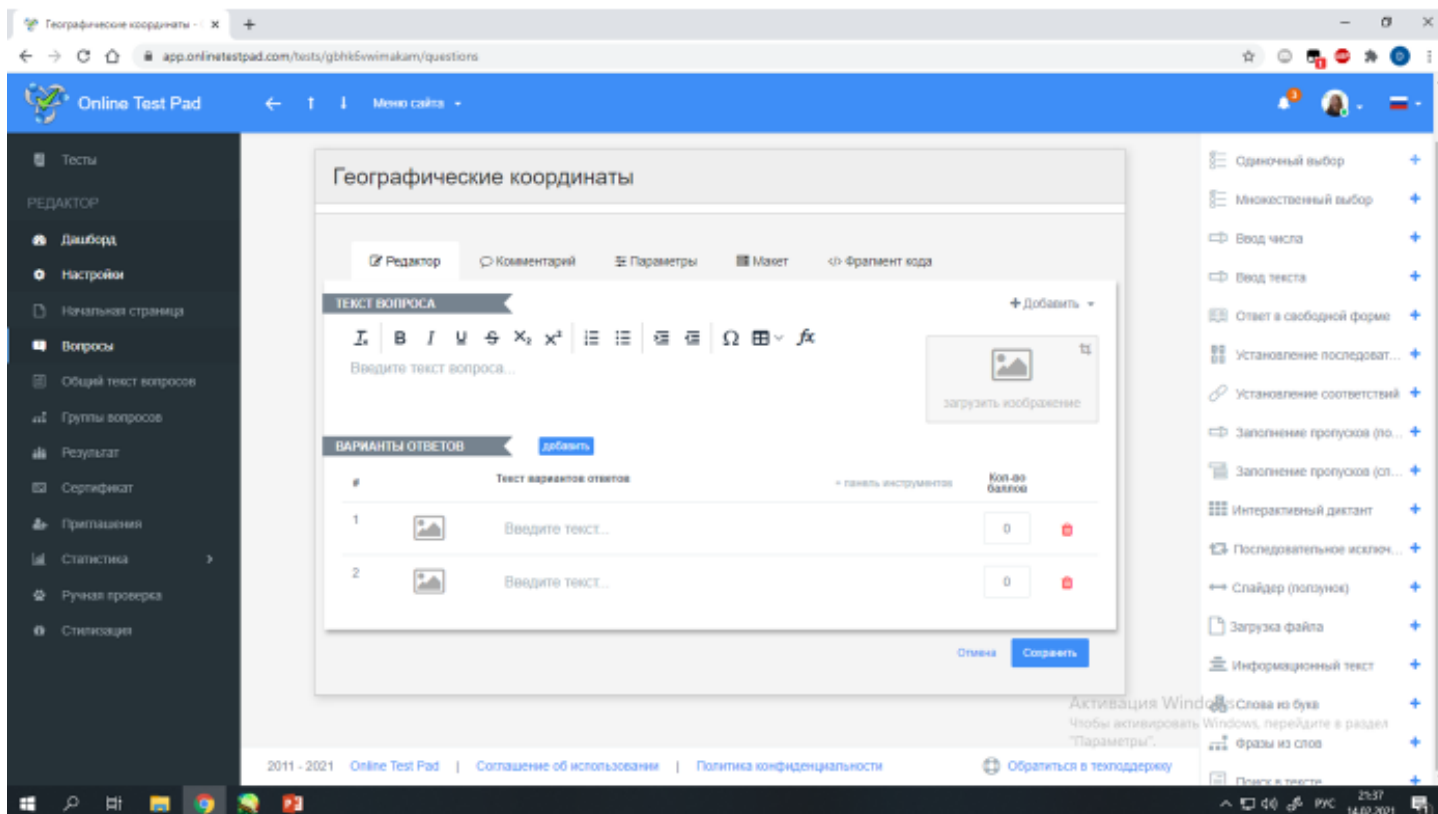 Географические координаты -
app.onlinetestpad.com/tests/gbhk6vwimakam/questions
Online Test Pad
Меню сайта
3
Тесты
РЕДАКТОР
Дашборд
Настройки
Начальная страница
Вопросы
Общий текст вопросов
Группы вопросов
Результат
Сертификат
Приглашения
Статистика
Ручная проверка
Стилизация
Географические координаты
Редактор Комментарий Параметры Макет </> Фрагмент кода
ТЕКСТ ВОПРОСА
+ Добавить
Введите текст вопроса...
загрузить изображение
ВАРИАНТЫ ОТВЕТОВ добавить
# Текст вариантов ответов + панель инструментов Кол-во баллов
1 Введите текст... 0
2 Введите текст... 0
Отмена Сохранить
Одиночный выбор
Множественный выбор
Ввод числа
Ввод текста
Ответ в свободной форме
Установление последоват...
Установление соответствий
Заполнение пропусков (по...
Заполнение пропусков (сп...
Интерактивный диктант
Последовательное исключ...
Слайдер (ползунок)
Загрузка файла
Информационный текст
Слова из букв
Фразы из слов
Поиск в тексте
Активация Windows
Чтобы активировать Windows, перейдите в раздел
"Параметры".
2011 - 2021 Online Test Pad | Соглашение об использовании | Политика конфиденциальности Обратиться в техподдержку
РУС
21:37
14.02.2021